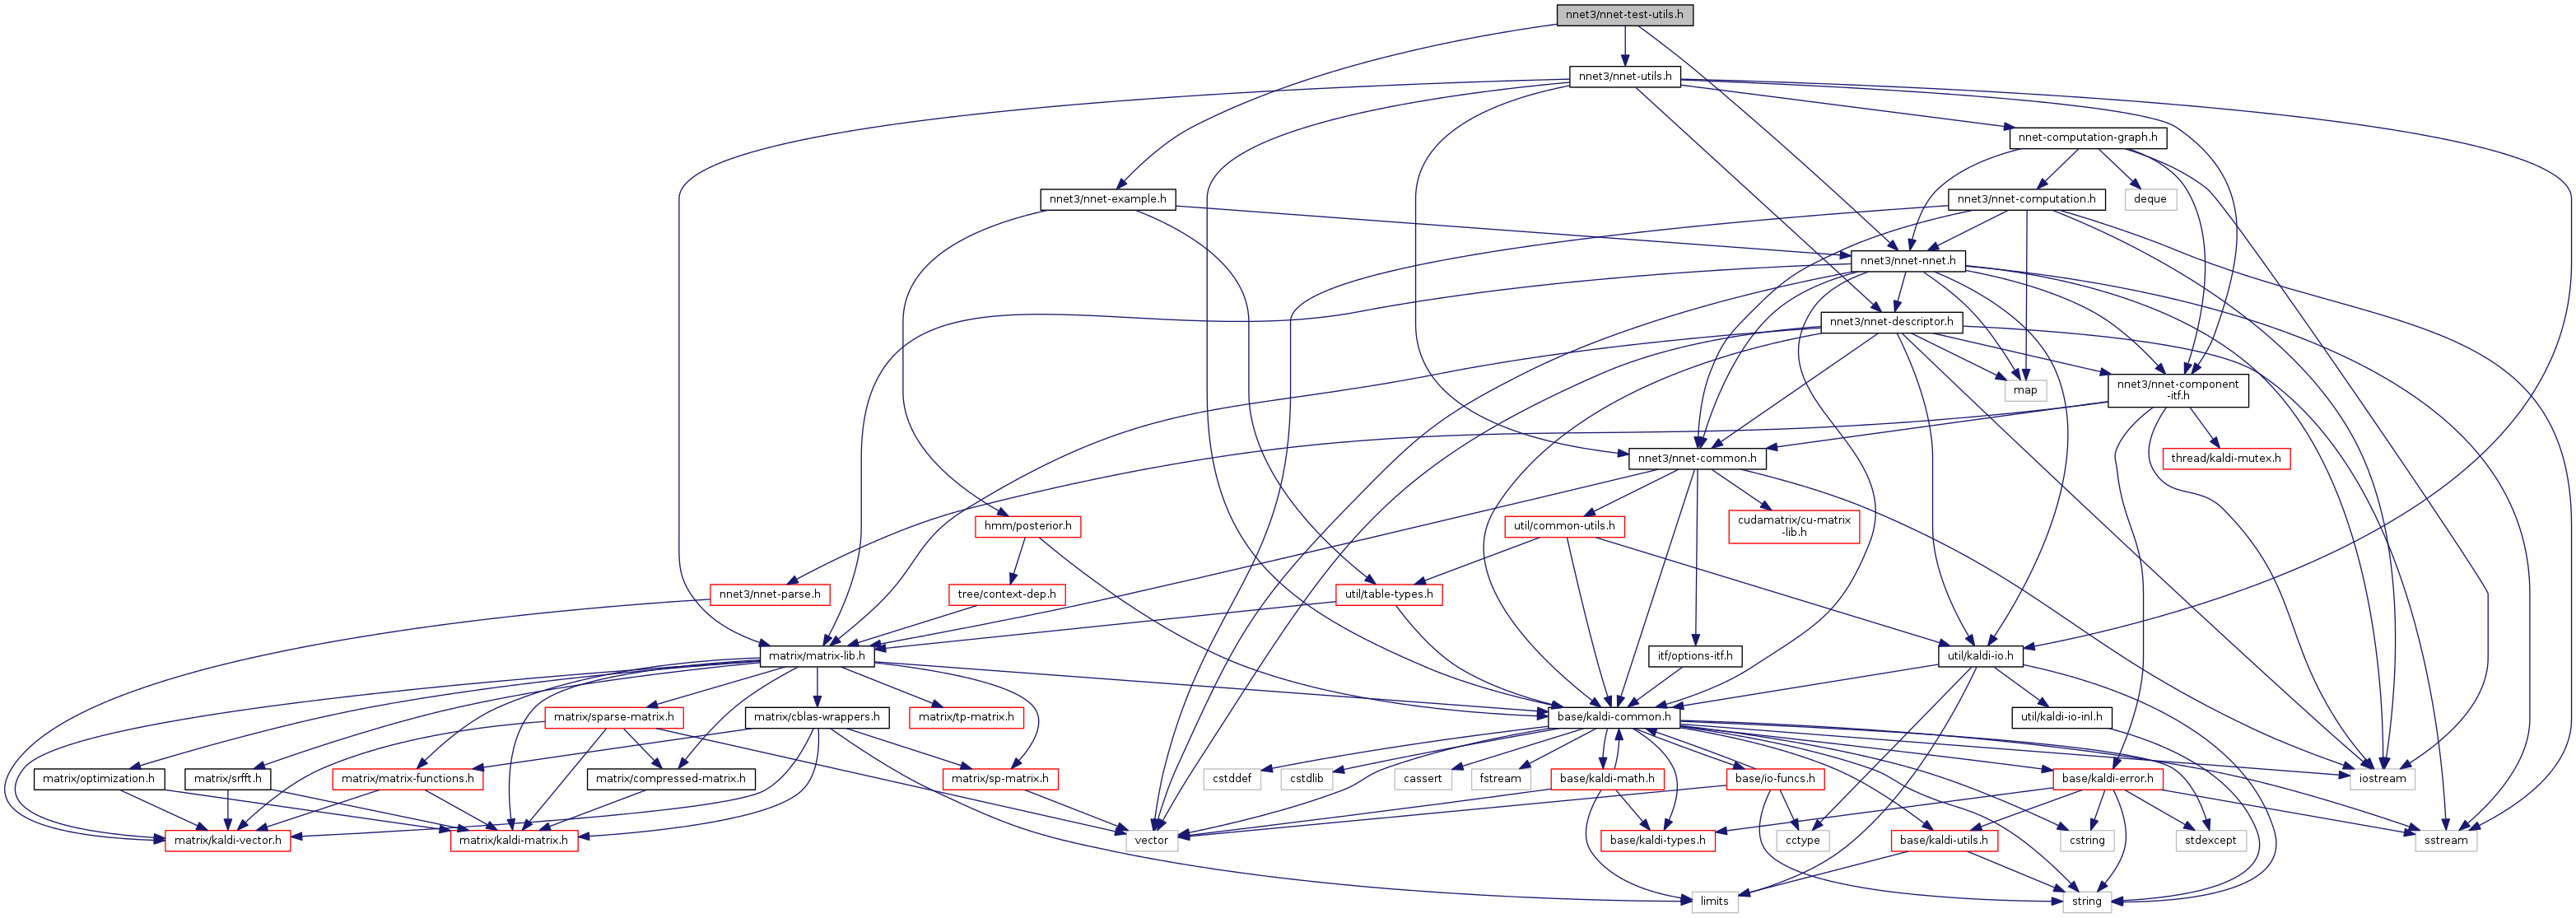 nnet3/nnet-test-utils.h
nnet3/nnet-utils.h
nnet-computation-graph.h
nnet3/nnet-example.h
nnet3/nnet-computation.h
deque
nnet3/nnet-nnet.h
nnet3/nnet-descriptor.h
map
nnet3/nnet-component
-itf.h
nnet3/nnet-common.h
thread/kaldi-mutex.h
hmm/posterior.h
util/common-utils.h
cudamatrix/cu-matrix
-lib.h
nnet3/nnet-parse.h
tree/context-dep.h
util/table-types.h
matrix/matrix-lib.h
itf/options-itf.h
util/kaldi-io.h
matrix/sparse-matrix.h
matrix/cblas-wrappers.h
matrix/tp-matrix.h
base/kaldi-common.h
util/kaldi-io-inl.h
matrix/optimization.h
matrix/srfft.h
matrix/matrix-functions.h
matrix/compressed-matrix.h
matrix/sp-matrix.h
cstddef
cstdlib
cassert
fstream
base/kaldi-math.h
base/io-funcs.h
base/kaldi-error.h
iostream
matrix/kaldi-vector.h
matrix/kaldi-matrix.h
vector
base/kaldi-types.h
cctype
base/kaldi-utils.h
cstring
stdexcept
sstream
limits
string